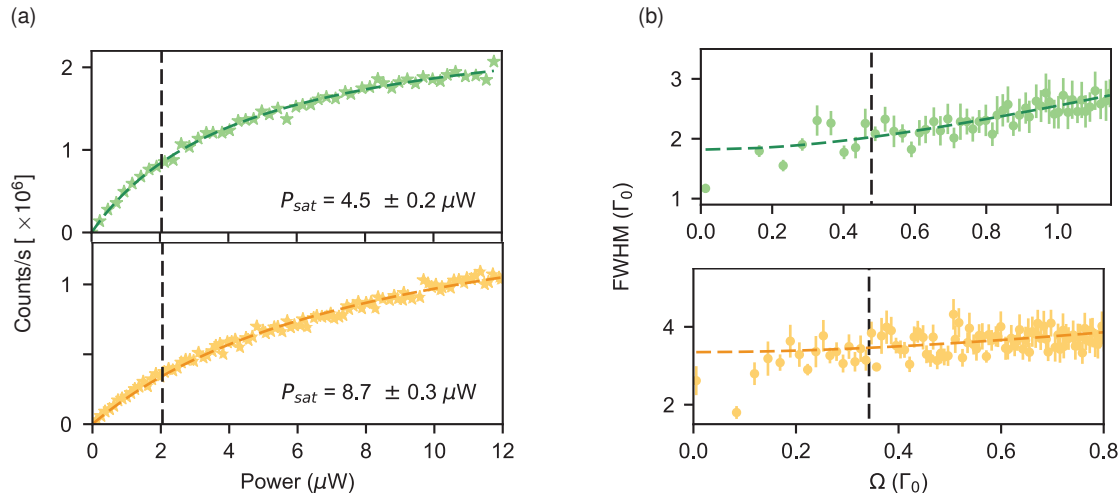 (a)
2
1
0
P_sat = 4.5 ± 0.2 μW
1
0
P_sat = 8.7 ± 0.3 μW
Counts/s [ ×10⁶]
0 2 4 6 8 10 12
Power (μW)
(b)
3
2
1
0.0 0.2 0.4 0.6 0.8 1.0
4
2
FWHM (Γ₀)
0.0 0.2 0.4 0.6 0.8
Ω (Γ₀)